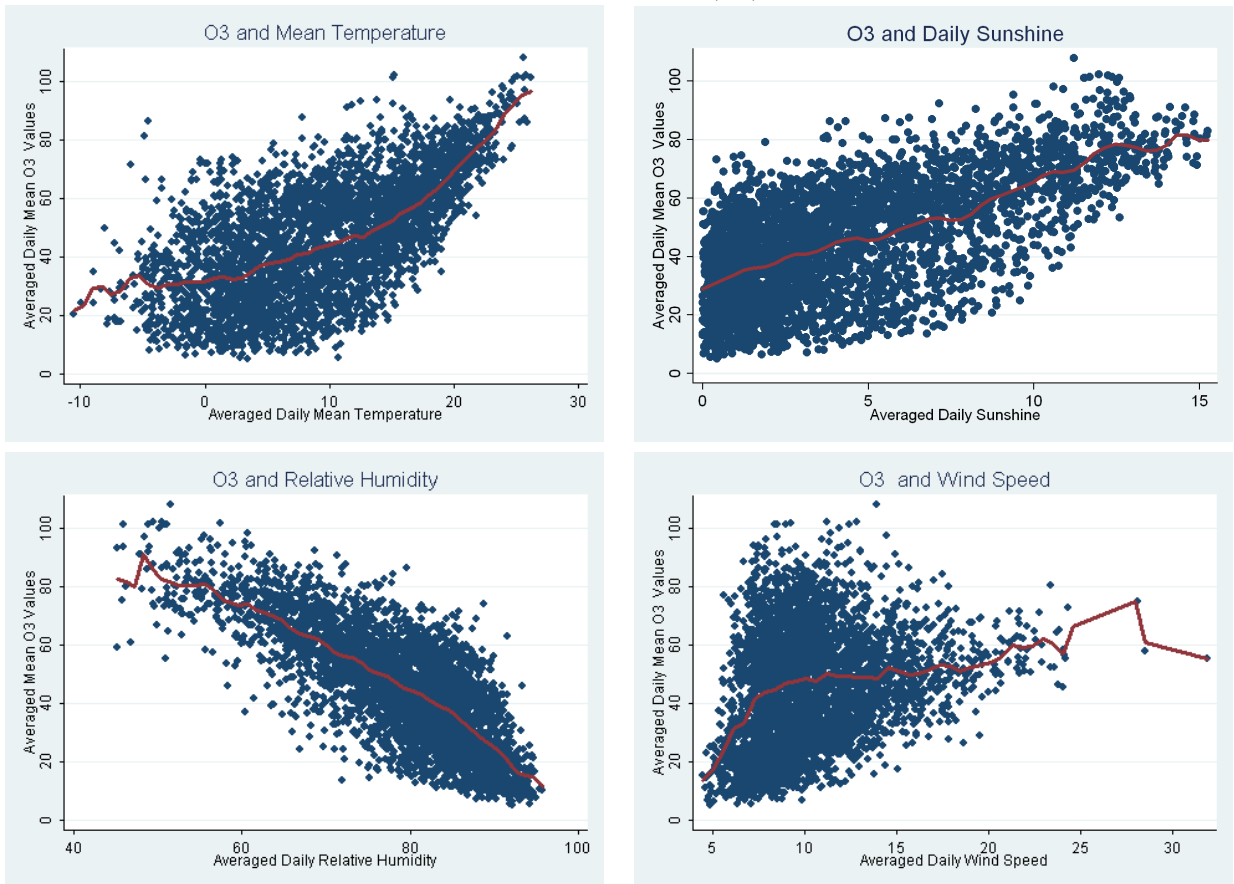 O3 and Mean Temperature
Averaged Daily Mean O3 Values
0 20 40 60 80 100
-10 0 10 20 30
Averaged Daily Mean Temperature
O3 and Daily Sunshine
Averaged Daily Mean O3 Values
0 20 40 60 80 100
0 5 10 15
Averaged Daily Sunshine
O3 and Relative Humidity
Averaged Mean O3 Values
0 20 40 60 80 100
40 60 80 100
Averaged Daily Relative Humidity
O3 and Wind Speed
Averaged Daily Mean O3 Values
0 20 40 60 80 100
5 10 15 20 25 30
Averaged Daily Wind Speed